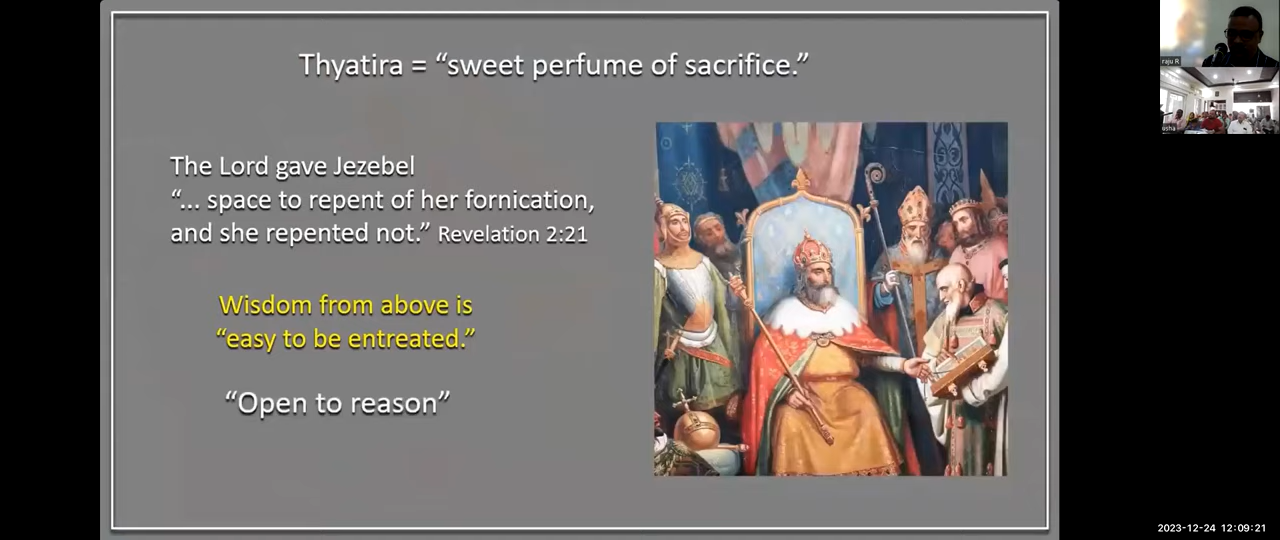 Thyatira = “sweet perfume of sacrifice.”
The Lord gave Jezebel
“... space to repent of her fornication,
and she repented not.” Revelation 2:21
Wisdom from above is
“easy to be entreated.”
“Open to reason”
raju R
usha
2023-12-24 12:09:21